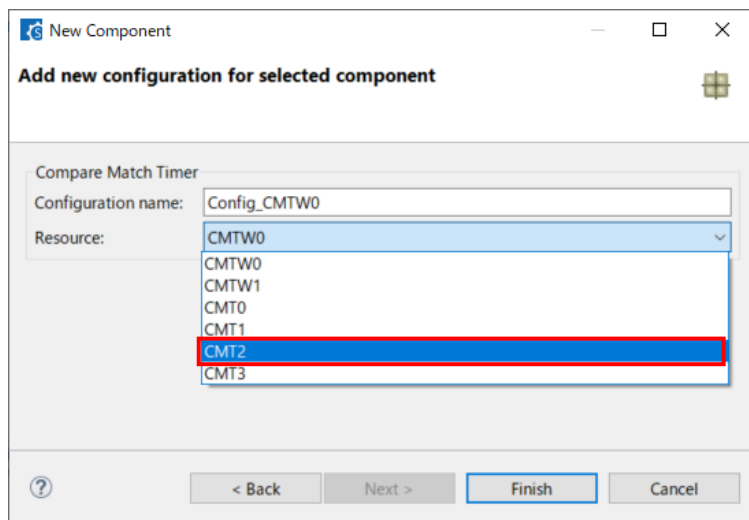 New Component
Add new configuration for selected component
Compare Match Timer
Configuration name: Config_CMTW0
Resource: CMTW0
CMTW0
CMTW1
CMT0
CMT1
CMT2
CMT3
? < Back Next > Finish Cancel